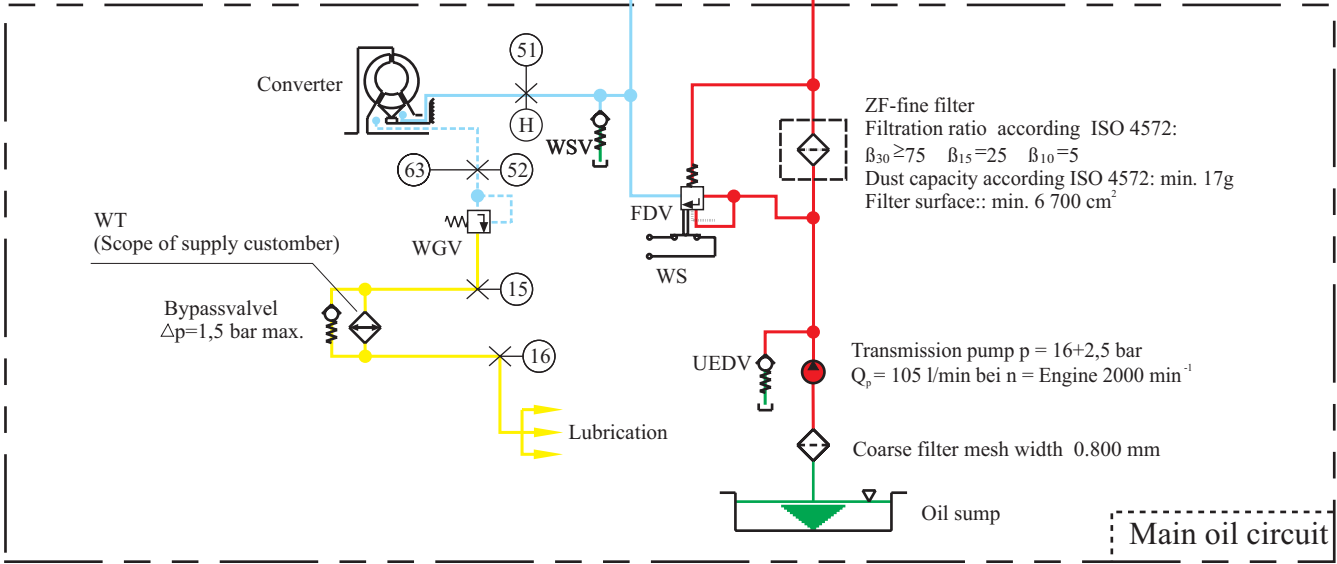 51
Converter
H
WSV
63
52
WGV
WT
(Scope of supply custumber)
15
Bypassvalvel
△p=1,5 bar max.
16
Lubrication
ZF-fine filter
Filtration ratio according ISO 4572:
ß30 ≥75 ß15=25 ß10=5
Dust capacity according ISO 4572: min. 17g
Filter surface:: min. 6 700 cm²
FDV
WS
UEDV
Transmission pump p = 16+2,5 bar
Qp = 105 l/min bei n = Engine 2000 min⁻¹
Coarse filter mesh width 0.800 mm
Oil sump
Main oil circuit